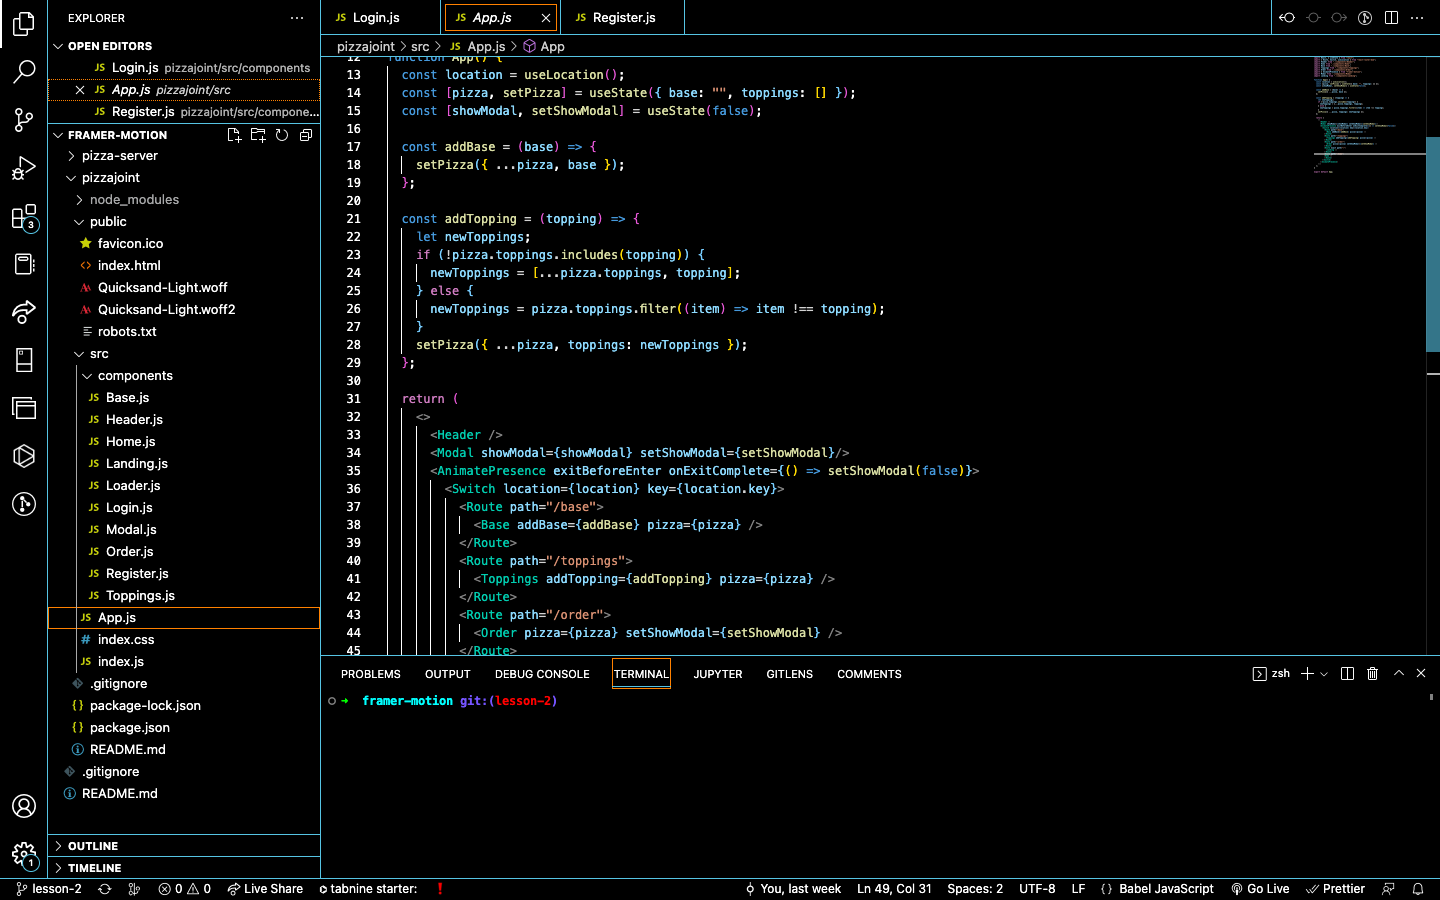 EXPLORER
OPEN EDITORS
JS Login.js pizzajoint/src/components
JS App.js pizzajoint/src
JS Register.js pizzajoint/src/compone...
FRAMER-MOTION
pizza-server
pizzajoint
node_modules
public
favicon.ico
<> index.html
Quicksand-Light.woff
Quicksand-Light.woff2
robots.txt
src
components
JS Base.js
JS Header.js
JS Home.js
JS Landing.js
JS Loader.js
JS Login.js
JS Modal.js
JS Order.js
JS Register.js
JS Toppings.js
JS App.js
# index.css
JS index.js
.gitignore
{} package-lock.json
{} package.json
README.md
.gitignore
README.md
OUTLINE
TIMELINE
3
1
JS Login.js
JS App.js
JS Register.js
pizzajoint > src > JS App.js > App
12 function App() {
13 const location = useLocation();
14 const [pizza, setPizza] = useState({ base: "", toppings: [] });
15 const [showModal, setShowModal] = useState(false);
16
17 const addBase = (base) => {
18 setPizza({ ...pizza, base });
19 };
20
21 const addTopping = (topping) => {
22 let newToppings;
23 if (!pizza.toppings.includes(topping)) {
24 newToppings = [...pizza.toppings, topping];
25 } else {
26 newToppings = pizza.toppings.filter((item) => item !== topping);
27 }
28 setPizza({ ...pizza, toppings: newToppings });
29 };
30
31 return (
32 <>
33 <Header />
34 <Modal showModal={showModal} setShowModal={setShowModal}/>
35 <AnimatePresence exitBeforeEnter onExitComplete={() => setShowModal(false)}>
36 <Switch location={location} key={location.key}>
37 <Route path="/base">
38 <Base addBase={addBase} pizza={pizza} />
39 </Route>
40 <Route path="/toppings">
41 <Toppings addTopping={addTopping} pizza={pizza} />
42 </Route>
43 <Route path="/order">
44 <Order pizza={pizza} setShowModal={setShowModal} />
45 </Route>
PROBLEMS OUTPUT DEBUG CONSOLE TERMINAL JUPYTER GITLENS COMMENTS
zsh
➜ framer-motion git:(lesson-2)
lesson-2 0 0 Live Share tabnine starter: ! You, last week Ln 49, Col 31 Spaces: 2 UTF-8 LF {} Babel JavaScript Go Live Prettier